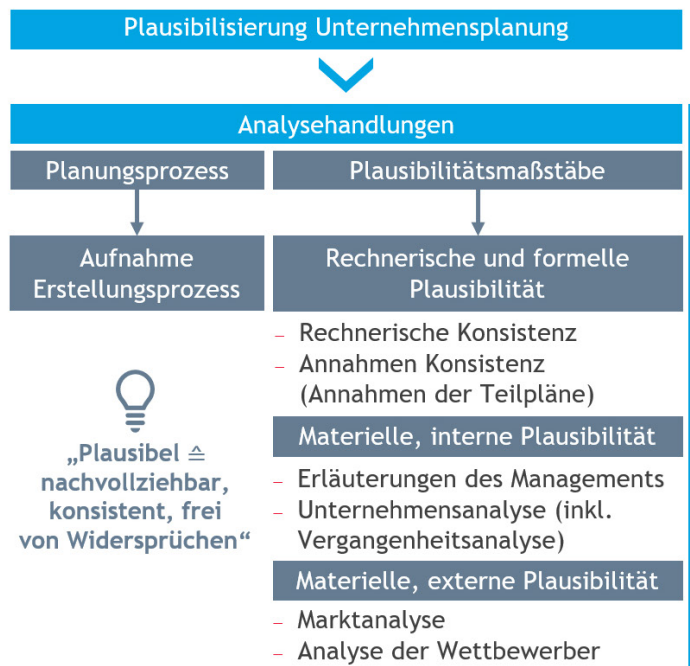 Plausibilisierung Unternehmensplanung
Analysehandlungen
Planungsprozess
Plausibilitätsmaßstäbe
Aufnahme
Erstellungsprozess
Rechnerische und formelle
Plausibilität
– Rechnerische Konsistenz
– Annahmen Konsistenz
(Annahmen der Teilpläne)
„Plausibel ≙
nachvollziehbar,
konsistent, frei
von Widersprüchen“
Materielle, interne Plausibilität
– Erläuterungen des Managements
– Unternehmensanalyse (inkl.
Vergangenheitsanalyse)
Materielle, externe Plausibilität
– Marktanalyse
– Analyse der Wettbewerber